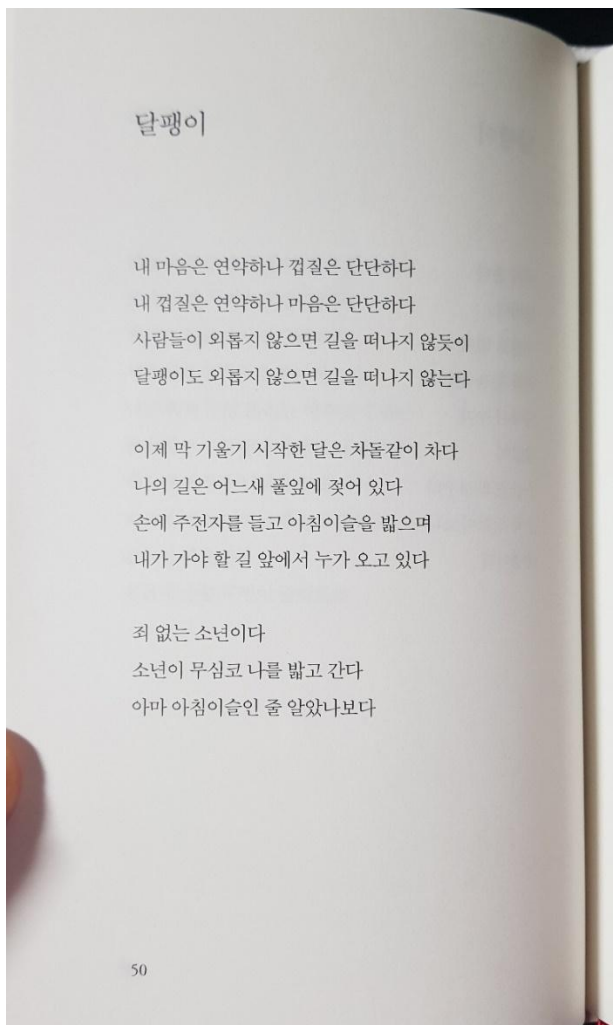 달팽이
내 마음은 연약하나 껍질은 단단하다
내 껍질은 연약하나 마음은 단단하다
사람들이 외롭지 않으면 길을 떠나지 않듯이
달팽이도 외롭지 않으면 길을 떠나지 않는다
이제 막 기울기 시작한 달은 차돌같이 차다
나의 길은 어느새 풀잎에 젖어 있다
손에 주전자를 들고 아침이슬을 밟으며
내가 가야 할 길 앞에서 누가 오고 있다
죄 없는 소년이다
소년이 무심코 나를 밟고 간다
아마 아침이슬인 줄 알았나보다
50